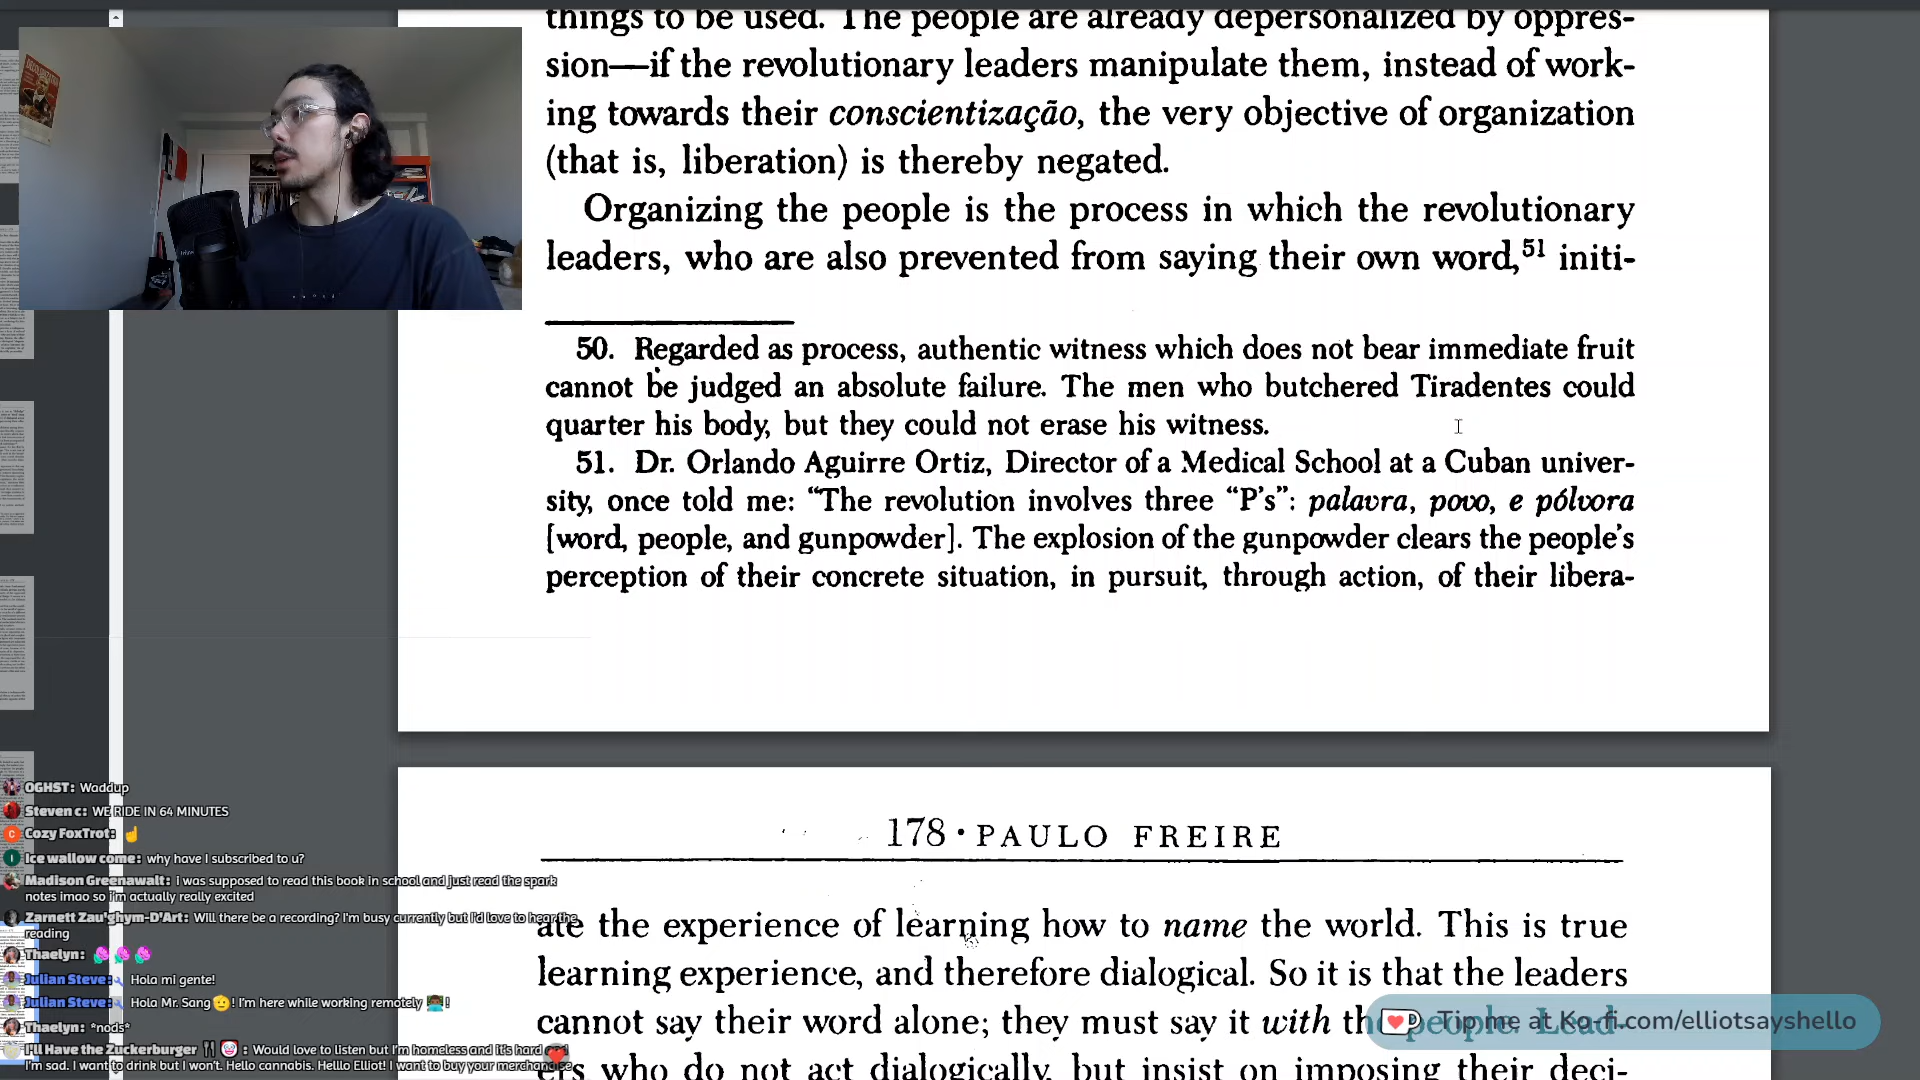 things to be used. The people are already depersonalized by oppres-
sion—if the revolutionary leaders manipulate them, instead of work-
ing towards their conscientização, the very objective of organization
(that is, liberation) is thereby negated.
Organizing the people is the process in which the revolutionary
leaders, who are also prevented from saying their own word,51 initi-
50. Regarded as process, authentic witness which does not bear immediate fruit
cannot be judged an absolute failure. The men who butchered Tiradentes could
quarter his body, but they could not erase his witness.
51. Dr. Orlando Aguirre Ortiz, Director of a Medical School at a Cuban univer-
sity, once told me: “The revolution involves three “P's”: palavra, povo, e pólvora
[word, people, and gunpowder]. The explosion of the gunpowder clears the people's
perception of their concrete situation, in pursuit, through action, of their libera-
178 · PAULO FREIRE
ate the experience of learning how to name the world. This is true
learning experience, and therefore dialogical. So it is that the leaders
cannot say their word alone; they must say it with the people. Lead-
ers who do not act dialogically, but insist on imposing their deci-
OGHST: Waddup
Steven c: WE RIDE IN 64 MINUTES
Cozy FoxTrot: ☝
Ice wallow come: why have I subscribed to u?
Madison Greenawalt: i was supposed to read this book in school and just read the spark
notes lmao so i'm actually really excited
Zarnett Zau'ghym-D'Art: Will there be a recording? I'm busy currently but I'd love to hear the
reading
Thaelyn:
Julian Steve: Hola mi gente!
Julian Steve: Hola Mr. Sang🫡! I'm here while working remotely 👨🏾‍💻!
Thaelyn: *nods*
I'll Have the Zuckerburger 🍴🤡: Would love to listen but I'm homeless and it's hard
I'm sad. I want to drink but I won't. Hello cannabis. Helllo Elliot! I want to buy your merchandise
Tip me at Ko-fi.com/elliotsayshello